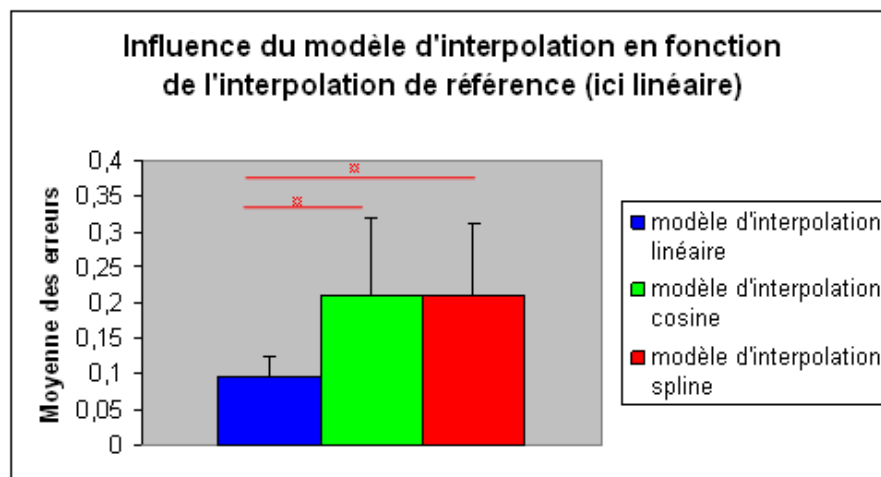 Influence du modèle d'interpolation en fonction
de l'interpolation de référence (ici linéaire)
Moyenne des erreurs
0,4
0,35
0,3
0,25
0,2
0,15
0,1
0,05
0
¤
¤
modèle d'interpolation
linéaire
modèle d'interpolation
cosine
modèle d'interpolation
spline